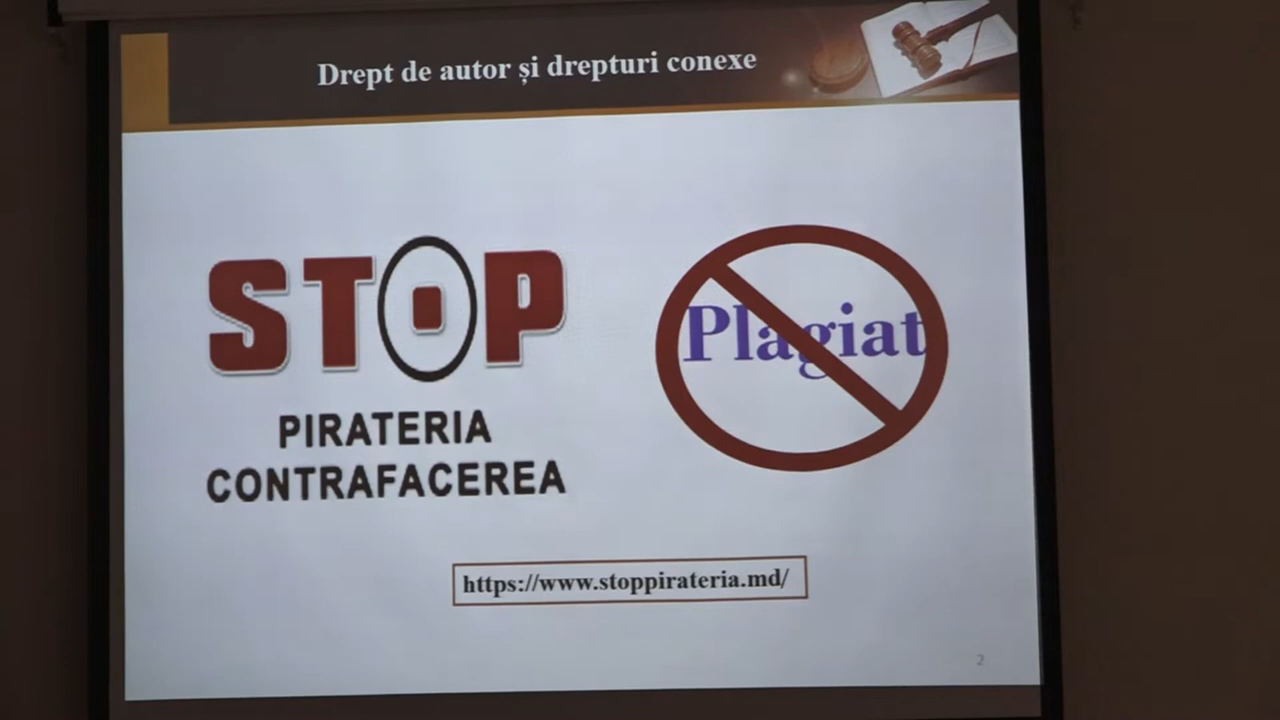 Drept de autor și drepturi conexe
STOP
PIRATERIA
CONTRAFACEREA
Plagiat
https://www.stoppirateria.md/
2